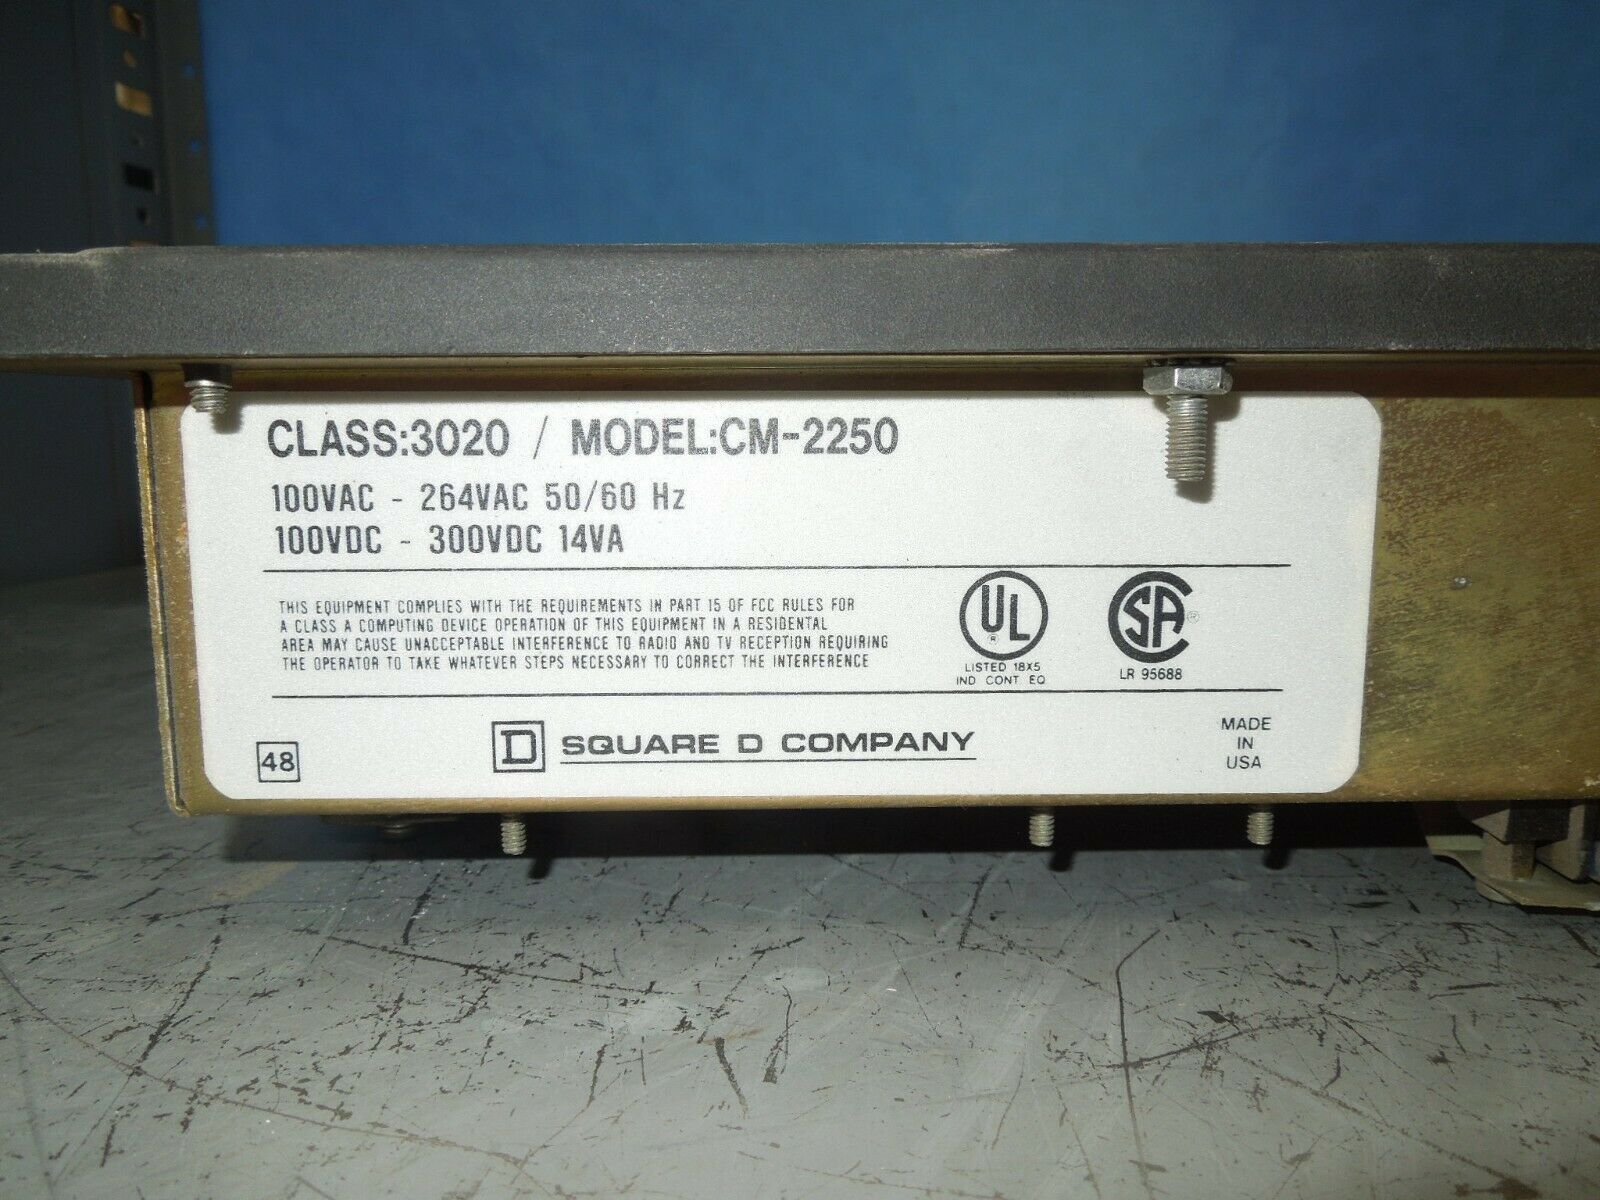 CLASS:3020 / MODEL:CM-2250
100VAC - 264VAC 50/60 Hz
100VDC - 300VDC 14VA
THIS EQUIPMENT COMPLIES WITH THE REQUIREMENTS IN PART 15 OF FCC RULES FOR
A CLASS A COMPUTING DEVICE OPERATION OF THIS EQUIPMENT IN A RESIDENTAL
AREA MAY CAUSE UNACCEPTABLE INTERFERENCE TO RADIO AND TV RECEPTION REQUIRING
THE OPERATOR TO TAKE WHATEVER STEPS NECESSARY TO CORRECT THE INTERFERENCE
UL ®
LISTED 18X5
IND CONT EQ
SA ®
LR 95688
48
D SQUARE D COMPANY
MADE
IN
USA